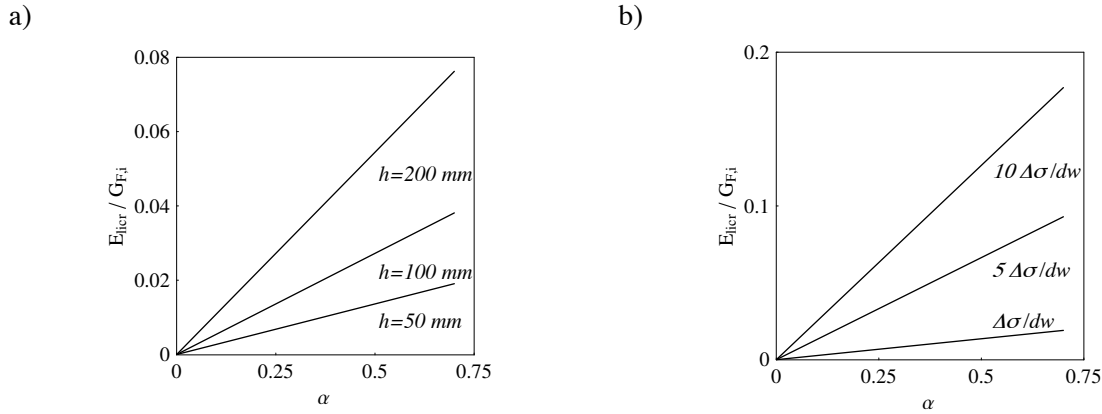 a)
0.08
0.06
0.04
0.02
0
E_licr / G_F,i
h=200 mm
h=100 mm
h=50 mm
0 0.25 0.5 0.75
α
b)
0.2
0.1
0
E_licr / G_F,i
10 Δσ/dw
5 Δσ/dw
Δσ/dw
0 0.25 0.5 0.75
α